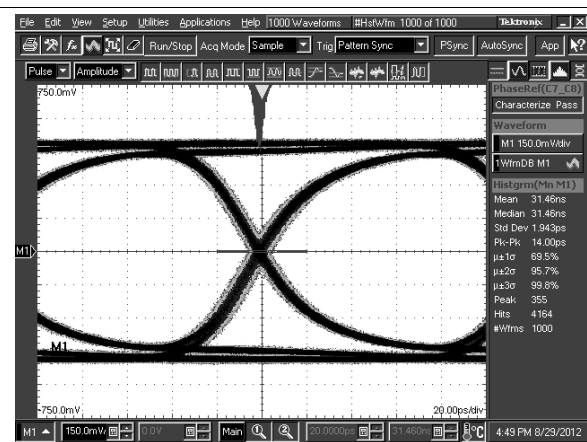 File Edit View Setup Utilities Applications Help 1000 Waveforms #HstWfm 1000 of 1000 Tektronix
Run/Stop Acq Mode Sample Trig Pattern Sync PSync AutoSync App
Pulse Amplitude
750.0mV
PhaseRef(C7_C8)
Characterize Pass
Waveform
M1 150.0mV/div
1WfmDB M1
Histgrm(Mn M1)
Mean 31.46ns
Median 31.46ns
Std Dev 1.943ps
Pk-Pk 14.00ps
µ±1σ 69.5%
µ±2σ 95.7%
µ±3σ 99.8%
Peak 355
Hits 4164
#Wfms 1000
M1
M1
-750.0mV 20.00ps/div
M1 150.0mV/ 0.0V Main 1 2 20.0000ps 31.460n °C 4:49 PM 8/29/2012